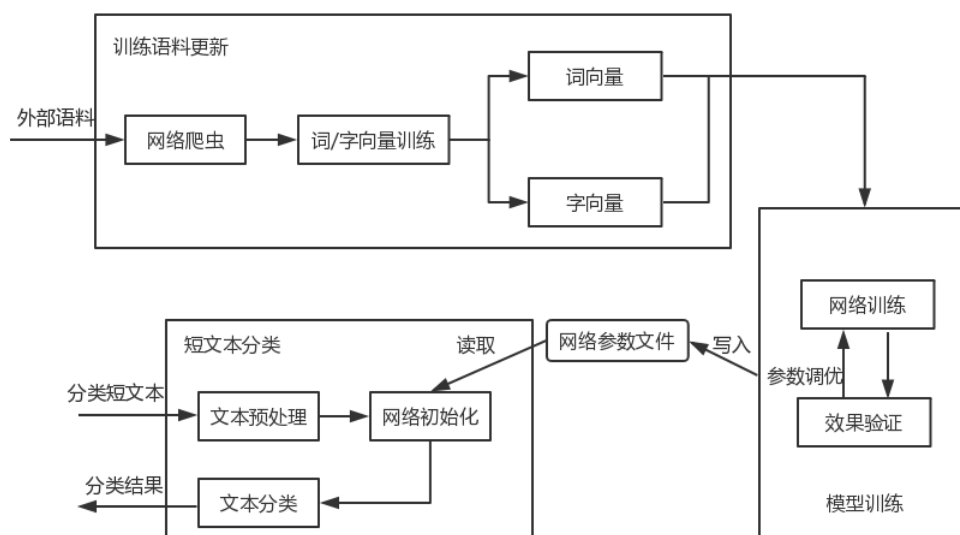 训练语料更新
外部语料
网络爬虫
词/字向量训练
词向量
字向量
网络训练
参数调优
效果验证
模型训练
写入
网络参数文件
读取
短文本分类
分类短文本
文本预处理
网络初始化
分类结果
文本分类